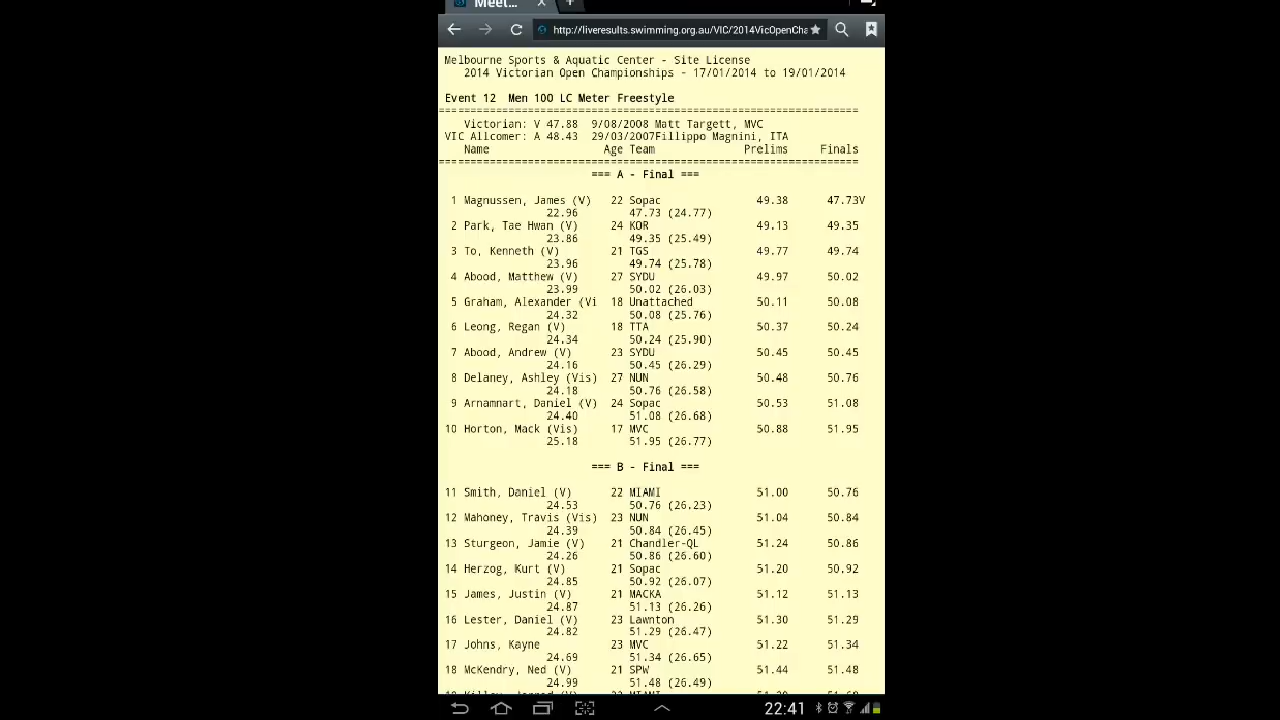 Meet...
http://liveresults.swimming.org.au/VIC/2014VicOpenCha
Melbourne Sports & Aquatic Center - Site License
2014 Victorian Open Championships - 17/01/2014 to 19/01/2014
Event 12 Men 100 LC Meter Freestyle
===================================================================
Victorian: V 47.88 9/08/2008 Matt Targett, MVC
VIC Allcomer: A 48.43 29/03/2007Fillippo Magnini, ITA
Name Age Team Prelims Finals
===================================================================
=== A - Final ===
1 Magnussen, James (V) 22 Sopac 49.38 47.73V
22.96 47.73 (24.77)
2 Park, Tae Hwan (V) 24 KOR 49.13 49.35
23.86 49.35 (25.49)
3 To, Kenneth (V) 21 TGS 49.77 49.74
23.96 49.74 (25.78)
4 Abood, Matthew (V) 27 SYDU 49.97 50.02
23.99 50.02 (26.03)
5 Graham, Alexander (Vi 18 Unattached 50.11 50.08
24.32 50.08 (25.76)
6 Leong, Regan (V) 18 TTA 50.37 50.24
24.34 50.24 (25.90)
7 Abood, Andrew (V) 23 SYDU 50.45 50.45
24.16 50.45 (26.29)
8 Delaney, Ashley (Vis) 27 NUN 50.48 50.76
24.18 50.76 (26.58)
9 Arnamnart, Daniel (V) 24 Sopac 50.53 51.08
24.40 51.08 (26.68)
10 Horton, Mack (Vis) 17 MVC 50.88 51.95
25.18 51.95 (26.77)
=== B - Final ===
11 Smith, Daniel (V) 22 MIAMI 51.00 50.76
24.53 50.76 (26.23)
12 Mahoney, Travis (Vis) 23 NUN 51.04 50.84
24.39 50.84 (26.45)
13 Sturgeon, Jamie (V) 21 Chandler-QL 51.24 50.86
24.26 50.86 (26.60)
14 Herzog, Kurt (V) 21 Sopac 51.20 50.92
24.85 50.92 (26.07)
15 James, Justin (V) 21 MACKA 51.12 51.13
24.87 51.13 (26.26)
16 Lester, Daniel (V) 23 Lawnton 51.30 51.29
24.82 51.29 (26.47)
17 Johns, Kayne 23 MVC 51.22 51.34
24.69 51.34 (26.65)
18 McKendry, Ned (V) 21 SPW 51.44 51.48
24.99 51.48 (26.49)
22:41